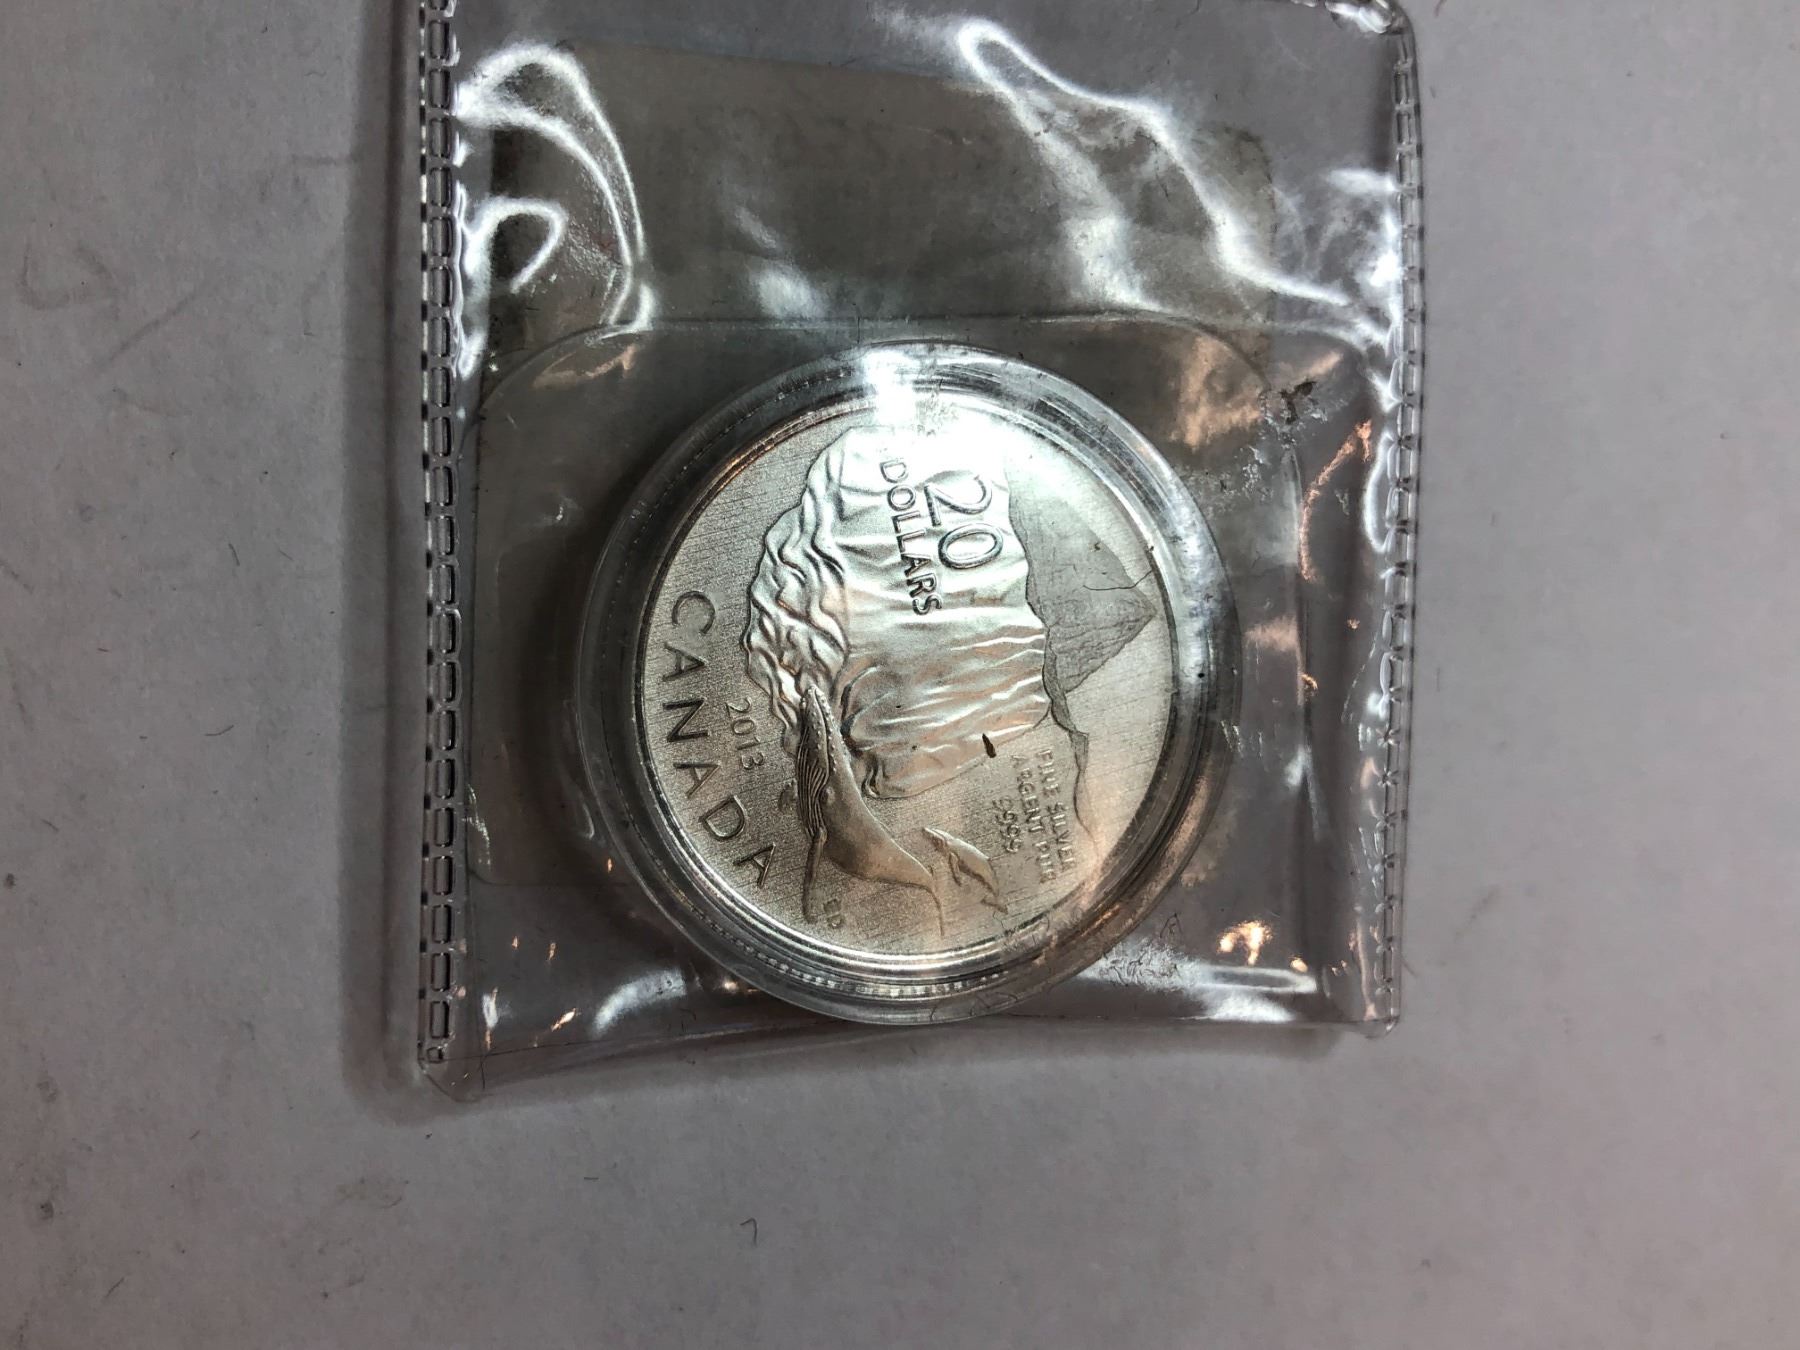 20
DOLLARS
FINE SILVER
ARGENT PUR
9999
2013
CANADA